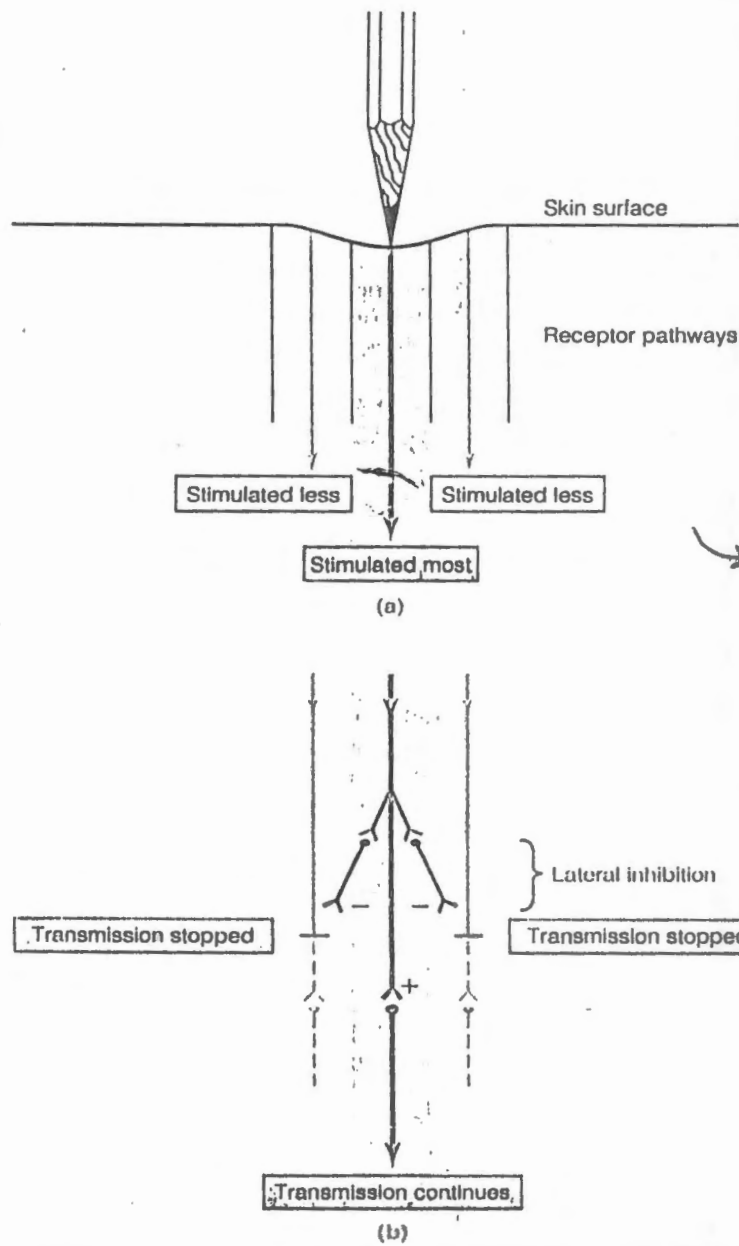 Skin surface
Receptor pathways
Stimulated less
Stimulated less
Stimulated most
(a)
Lateral inhibition
Transmission stopped
Transmission stopped
+
Transmission continues
(b)